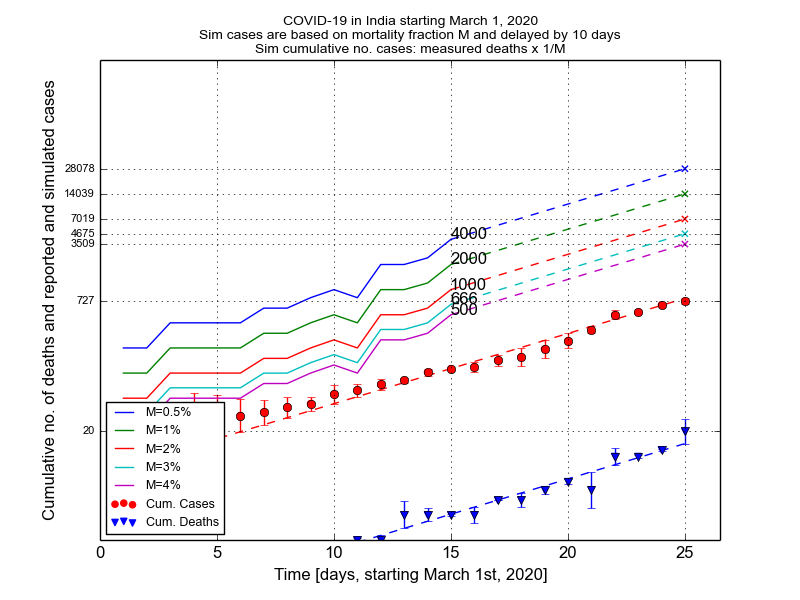 COVID-19 in India starting March 1, 2020
Sim cases are based on mortality fraction M and delayed by 10 days
Sim cumulative no. cases: measured deaths x 1/M
Cumulative no. of deaths and reported and simulated cases
28078
14039
7019
4675
3509
727
20
4000
2000
1000
666
500
M=0.5%
M=1%
M=2%
M=3%
M=4%
Cum. Cases
Cum. Deaths
0 5 10 15 20 25
Time [days, starting March 1st, 2020]